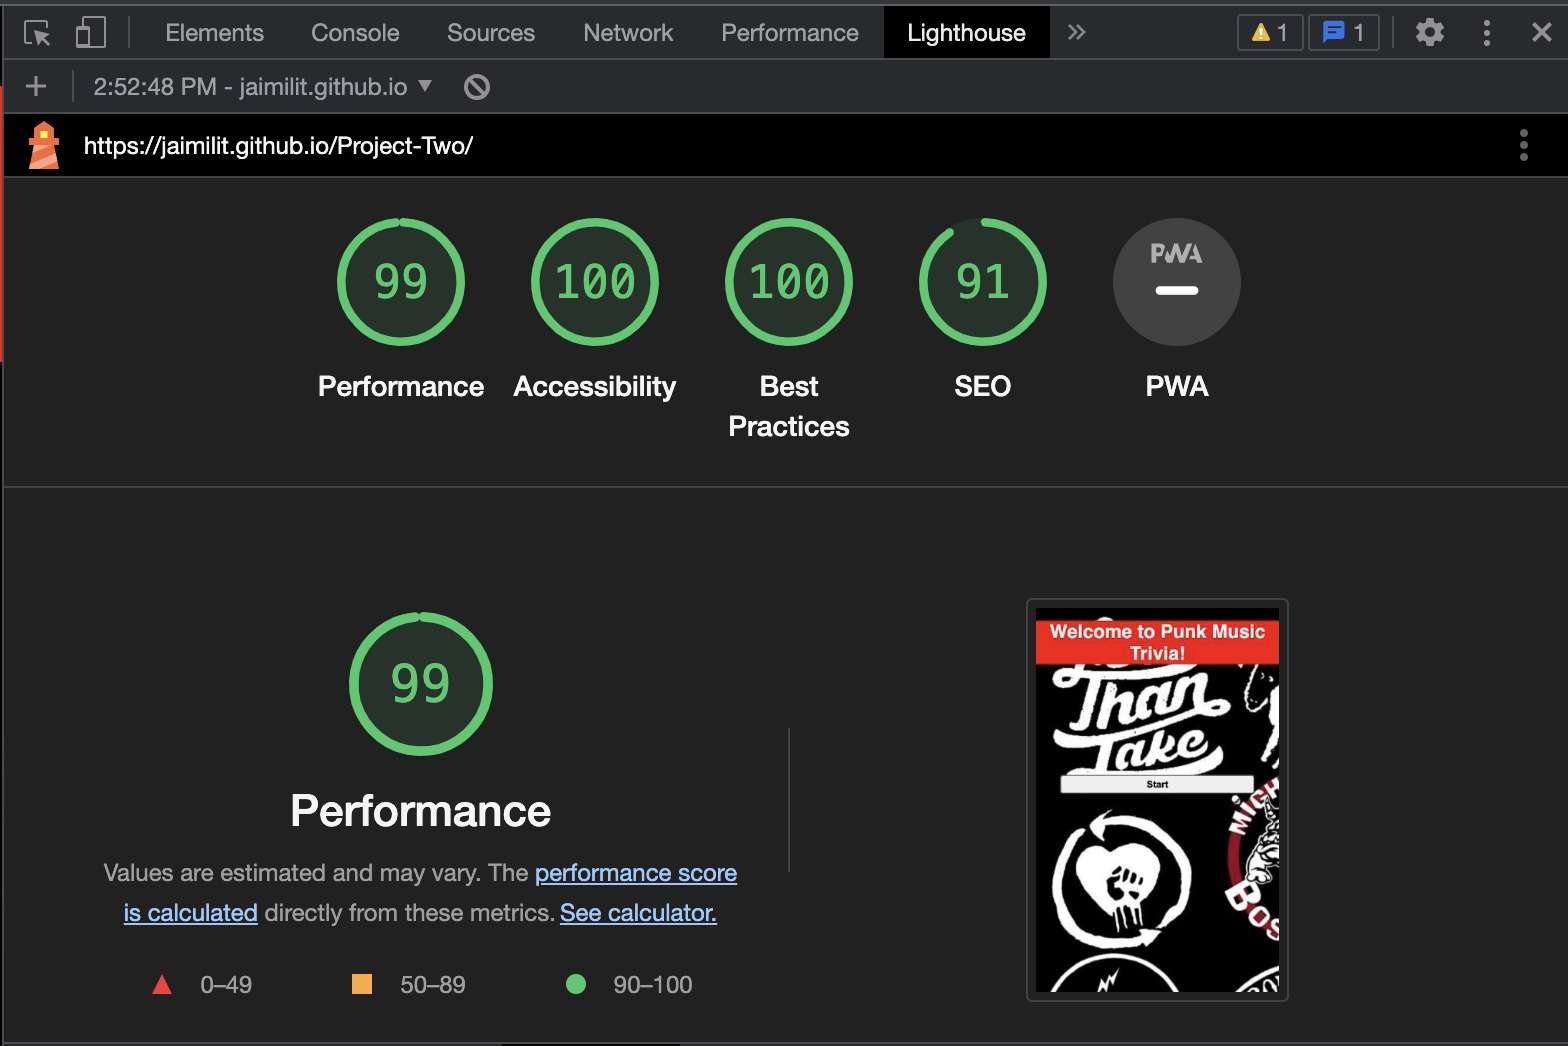 Elements Console Sources Network Performance Lighthouse 1 1
2:52:48 PM - jaimilit.github.io
https://jaimilit.github.io/Project-Two/
99 100 100 91 PWA
Performance Accessibility Best Practices SEO PWA
99
Performance
Values are estimated and may vary. The performance score
is calculated directly from these metrics. See calculator.
0–49 50–89 90–100
Welcome to Punk Music
Trivia!
Than
Take
Start
MICH
BOS